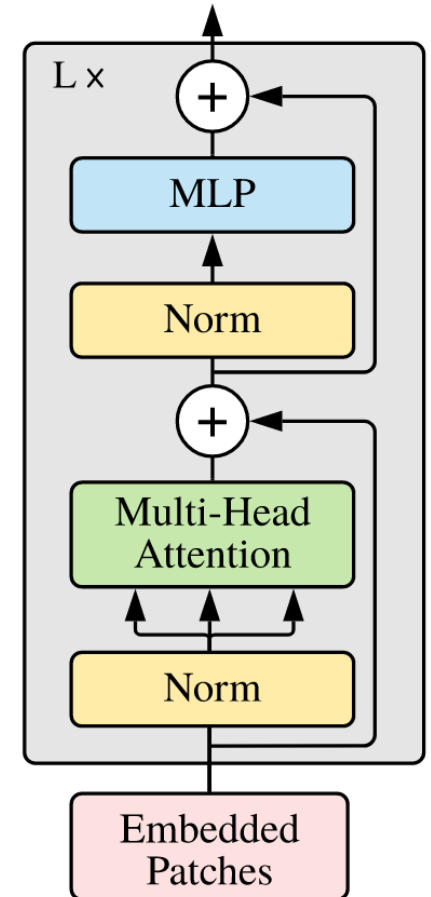 L ×
+
MLP
Norm
+
Multi-Head
Attention
Norm
Embedded
Patches